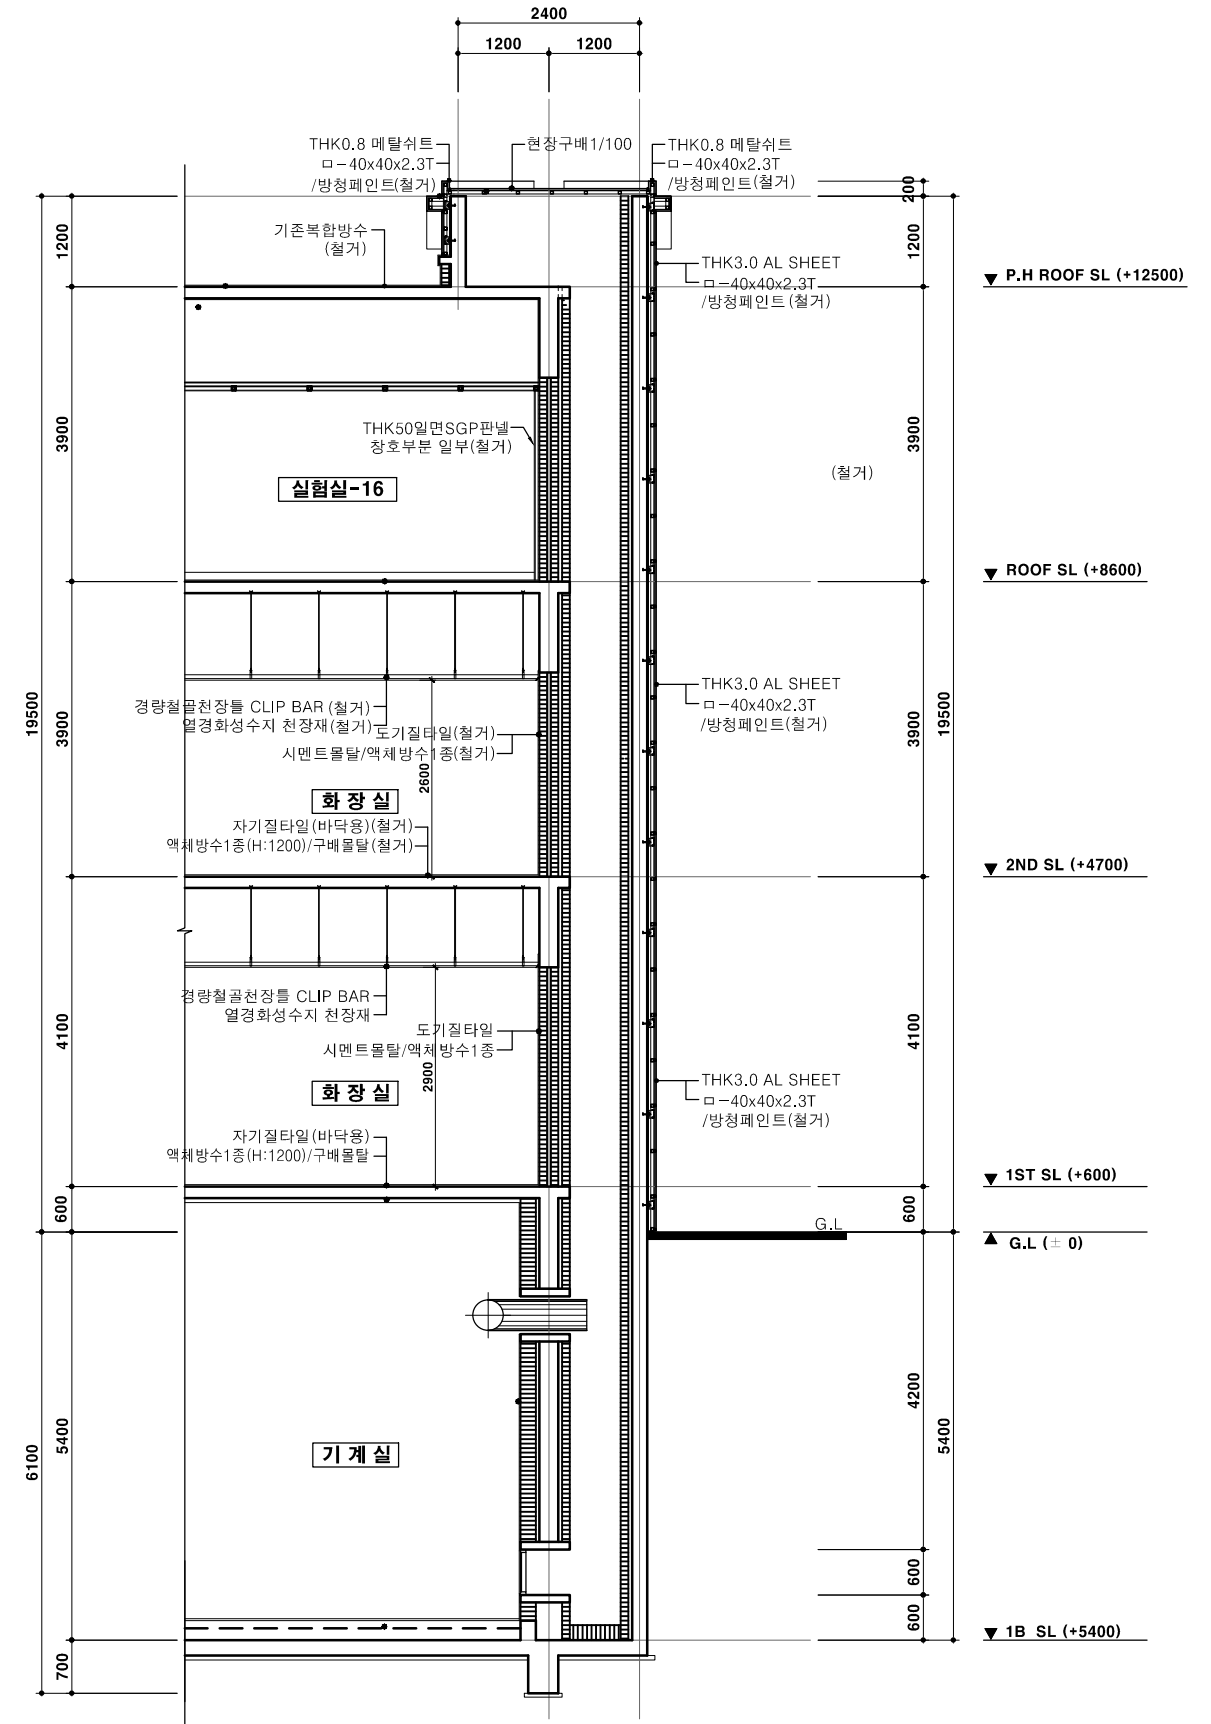 2400
1200
1200
THK0.8 메탈쉬트
ㅁ-40x40x2.3T
/방청페인트(철거)
현장구배1/100
THK0.8 메탈쉬트
ㅁ-40x40x2.3T
/방청페인트(철거)
200
1200
1200
기존복합방수
(철거)
THK3.0 AL SHEET
ㅁ-40x40x2.3T
/방청페인트(철거)
P.H ROOF SL (+12500)
3900
THK50일면SGP판넬
창호부분 일부(철거)
3900
(철거)
실험실-16
ROOF SL (+8600)
19500
3900
경량철골천장틀 CLIP BAR (철거)
열경화성수지 천장재(철거)
도기질타일(철거)
시멘트몰탈/액체방수1종(철거)
2600
THK3.0 AL SHEET
ㅁ-40x40x2.3T
/방청페인트(철거)
3900
19500
화 장 실
자기질타일(바닥용)(철거)
액체방수1종(H:1200)/구배몰탈(철거)
2ND SL (+4700)
4100
경량철골천장틀 CLIP BAR
열경화성수지 천장재
도기질타일
시멘트몰탈/액체방수1종
2900
4100
화 장 실
THK3.0 AL SHEET
ㅁ-40x40x2.3T
/방청페인트(철거)
자기질타일(바닥용)
액체방수1종(H:1200)/구배몰탈
1ST SL (+600)
600
600
G.L
G.L (± 0)
6100
5400
기 계 실
4200
5400
600
600
1B SL (+5400)
700